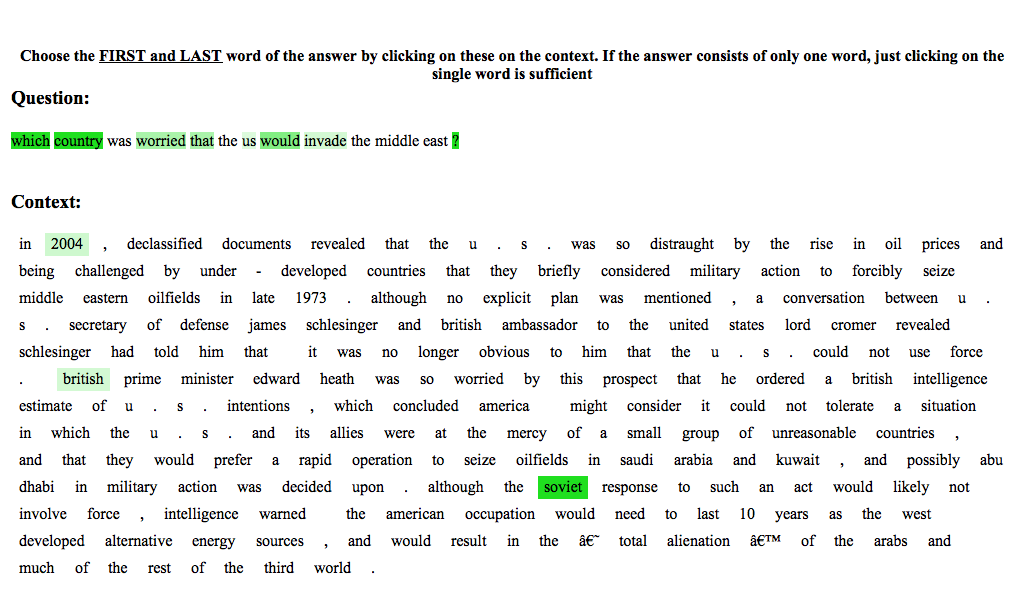 Choose the FIRST and LAST word of the answer by clicking on these on the context. If the answer consists of only one word, just clicking on the
single word is sufficient
Question:
which country was worried that the us would invade the middle east ?
Context:
in 2004 , declassified documents revealed that the u . s . was so distraught by the rise in oil prices and
being challenged by under - developed countries that they briefly considered military action to forcibly seize
middle eastern oilfields in late 1973 . although no explicit plan was mentioned , a conversation between u .
s . secretary of defense james schlesinger and british ambassador to the united states lord cromer revealed
schlesinger had told him that it was no longer obvious to him that the u . s . could not use force
. british prime minister edward heath was so worried by this prospect that he ordered a british intelligence
estimate of u . s . intentions , which concluded america might consider it could not tolerate a situation
in which the u . s . and its allies were at the mercy of a small group of unreasonable countries ,
and that they would prefer a rapid operation to seize oilfields in saudi arabia and kuwait , and possibly abu
dhabi in military action was decided upon . although the soviet response to such an act would likely not
involve force , intelligence warned the american occupation would need to last 10 years as the west
developed alternative energy sources , and would result in the â€˜ total alienation â€™ of the arabs and
much of the rest of the third world .